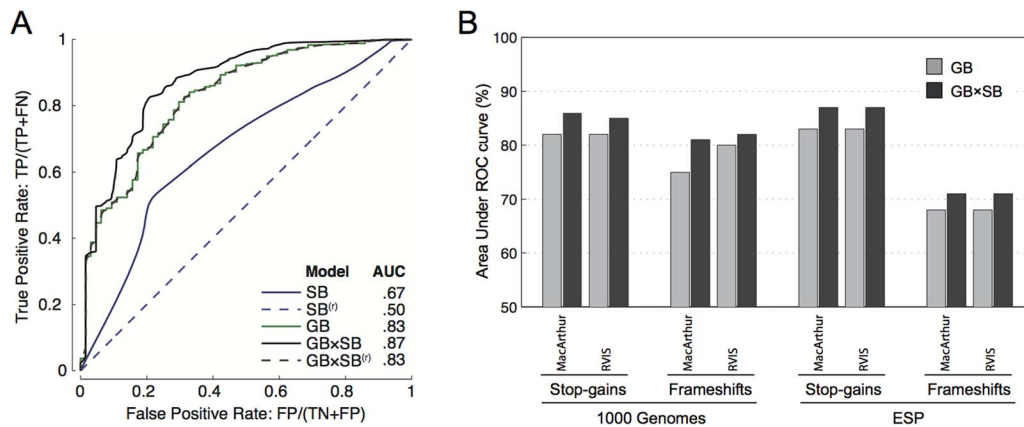 A
True Positive Rate: TP/(TP+FN)
1
0.8
0.6
0.4
0.2
0
0 0.2 0.4 0.6 0.8 1
False Positive Rate: FP/(TN+FP)
Model AUC
SB .67
SB(r) .50
GB .83
GB×SB .87
GB×SB(r) .83
B
Area Under ROC curve (%)
100
90
80
70
60
50
GB
GB×SB
MacArthur RVIS MacArthur RVIS MacArthur RVIS MacArthur RVIS
Stop-gains Frameshifts Stop-gains Frameshifts
1000 Genomes ESP